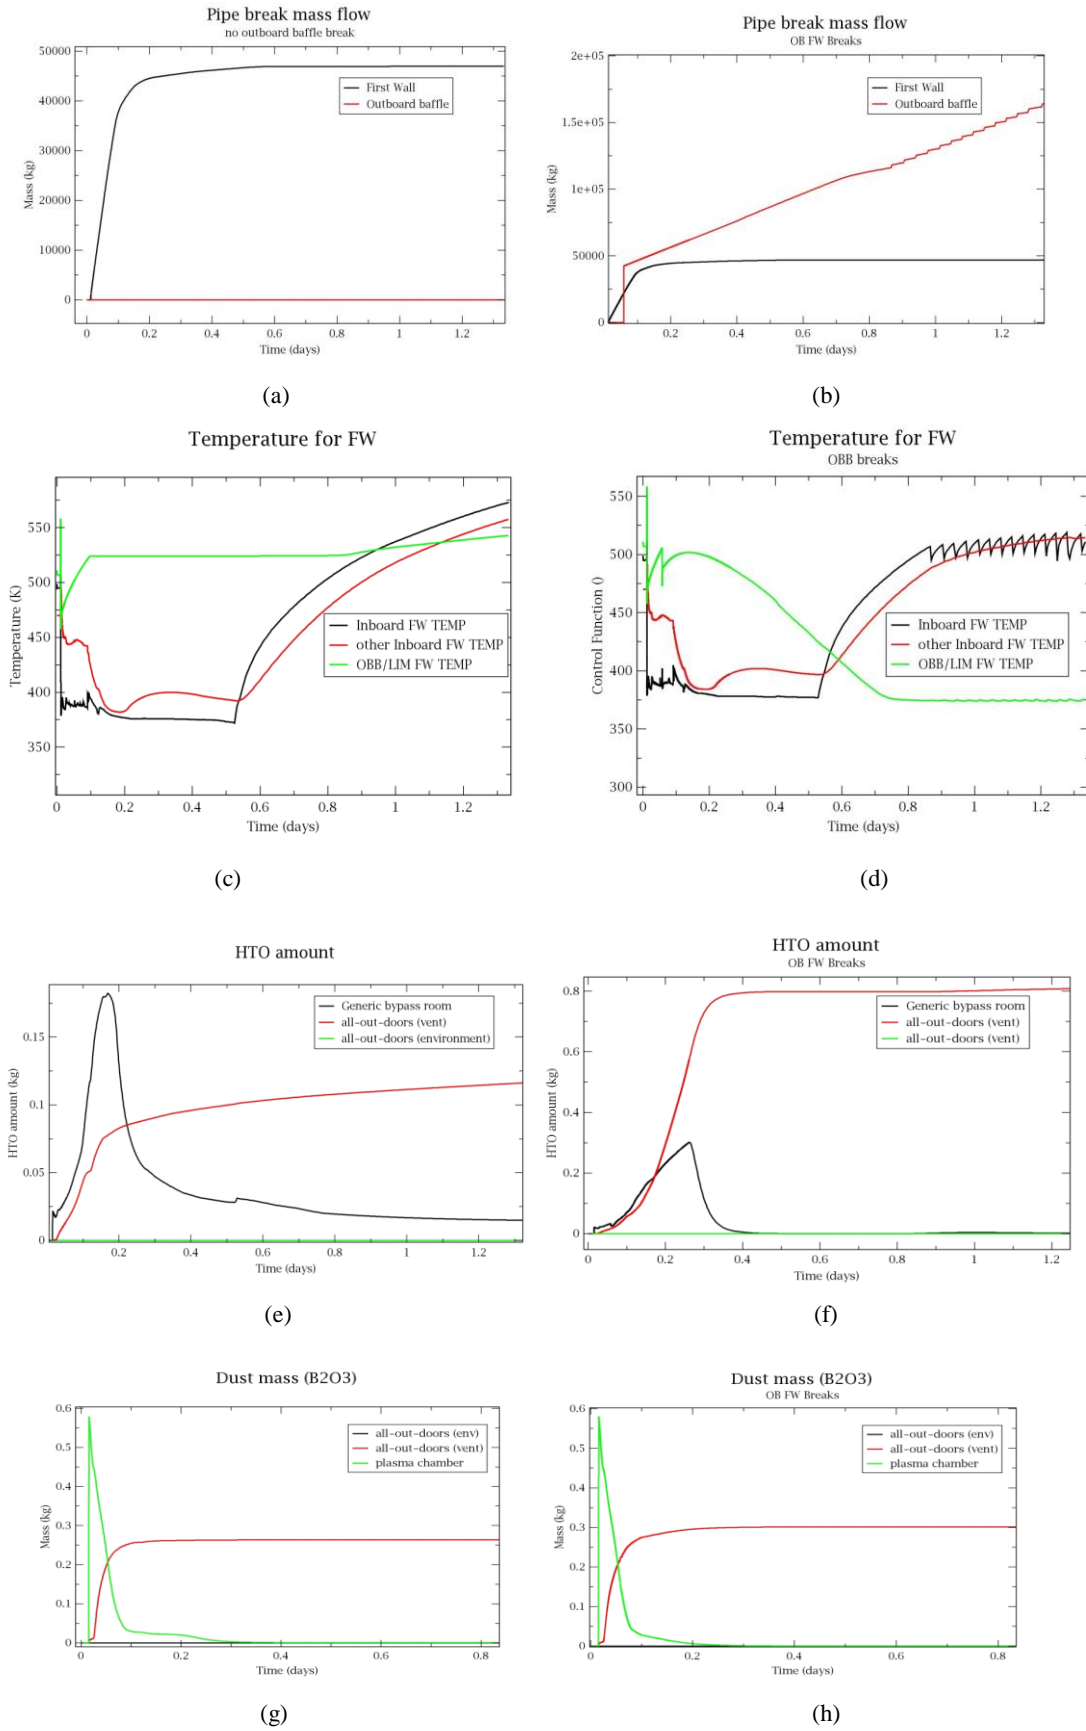 Pipe break mass flow
no outboard baffle break
50000
40000
30000
20000
10000
0
Mass (kg)
First Wall
Outboard baffle
0
0.2
0.4
0.6
0.8
1
1.2
Time (days)
(a)
Pipe break mass flow
OB FW Breaks
2e+05
1.5e+05
1e+05
50000
0
Mass (kg)
First Wall
Outboard baffle
0.2
0.4
0.6
0.8
1
1.2
Time (days)
(b)
Temperature for FW
550
500
450
400
350
Temperature (K)
Inboard FW TEMP
other Inboard FW TEMP
OBB/LIM FW TEMP
0
0.2
0.4
0.6
0.8
1
1.2
Time (days)
(c)
Temperature for FW
OBB breaks
550
500
450
400
350
300
Control Function ()
Inboard FW TEMP
other Inboard FW TEMP
OBB/LIM FW TEMP
0
0.2
0.4
0.6
0.8
1
1.2
Time (days)
(d)
HTO amount
0.15
0.1
0.05
0
HTO amount (kg)
Generic bypass room
all-out-doors (vent)
all-out-doors (environment)
0.2
0.4
0.6
0.8
1
1.2
Time (days)
(e)
HTO amount
OB FW Breaks
0.8
0.6
0.4
0.2
0
HTO amount (kg)
Generic bypass room
all-out-doors (vent)
all-out-doors (vent)
0
0.2
0.4
0.6
0.8
1
1.2
Time (days)
(f)
Dust mass (B2O3)
0.6
0.5
0.4
0.3
0.2
0.1
0
Mass (kg)
all-out-doors (env)
all-out-doors (vent)
plasma chamber
0
0.2
0.4
0.6
0.8
Time (days)
(g)
Dust mass (B2O3)
OB FW Breaks
0.6
0.5
0.4
0.3
0.2
0.1
0
Mass (kg)
all-out-doors (env)
all-out-doors (vent)
plasma chamber
0
0.2
0.4
0.6
0.8
Time (days)
(h)